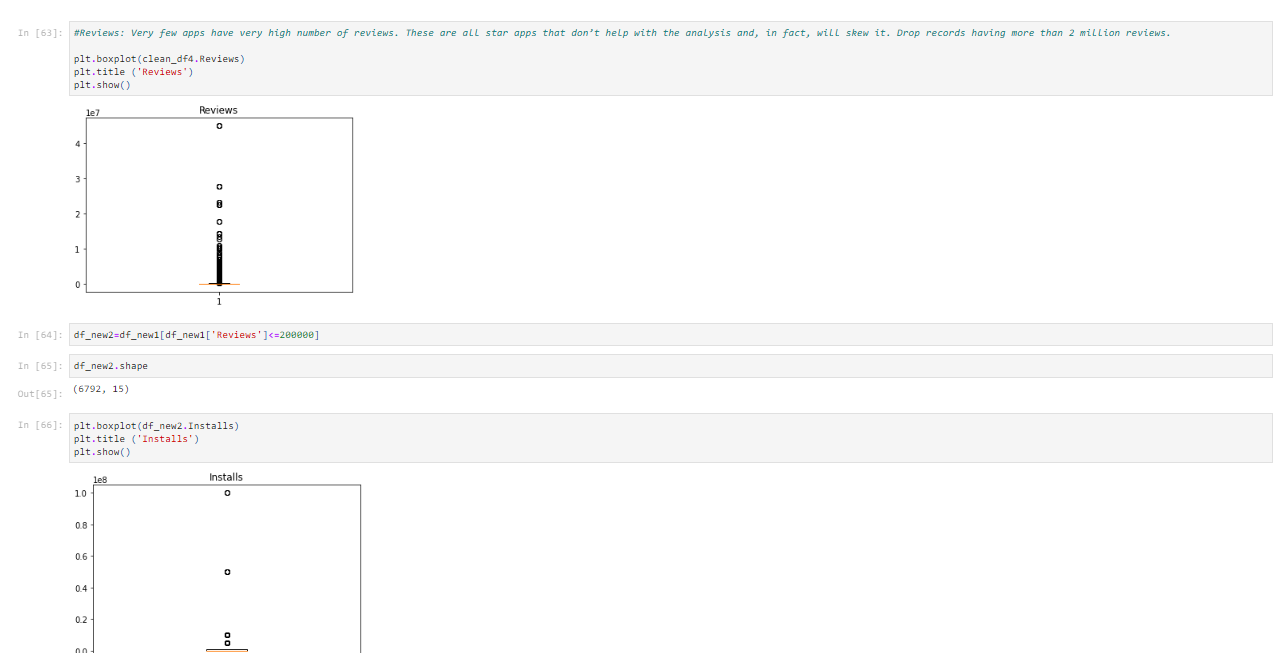 In [63]: #Reviews: Very few apps have very high number of reviews. These are all star apps that don’t help with the analysis and, in fact, will skew it. Drop records having more than 2 million reviews.
plt.boxplot(clean_df4.Reviews)
plt.title ('Reviews')
plt.show()
Reviews
1e7
4
3
2
1
0
1
In [64]: df_new2=df_new1[df_new1['Reviews']<=200000]
In [65]: df_new2.shape
Out[65]: (6792, 15)
In [66]: plt.boxplot(df_new2.Installs)
plt.title ('Installs')
plt.show()
Installs
1e8
1.0
0.8
0.6
0.4
0.2
0.0